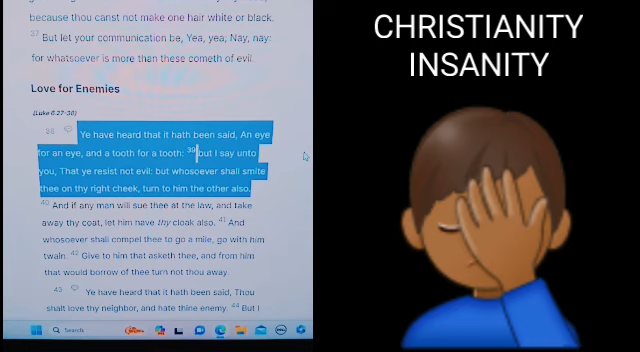 because thou canst not make one hair white or black.
37 But let your communication be, Yea, yea; Nay, nay:
for whatsoever is more than these cometh of evil.
Love for Enemies
(Luke 6:27-36)
38 Ye have heard that it hath been said, An eye
for an eye, and a tooth for a tooth: 39 but I say unto
you, That ye resist not evil: but whosoever shall smite
thee on thy right cheek, turn to him the other also.
40 And if any man will sue thee at the law, and take
away thy coat, let him have thy cloak also. 41 And
whosoever shall compel thee to go a mile, go with him
twain. 42 Give to him that asketh thee, and from him
that would borrow of thee turn not thou away.
43 Ye have heard that it hath been said, Thou
shalt love thy neighbor, and hate thine enemy. 44 But I
Search
CHRISTIANITY
INSANITY